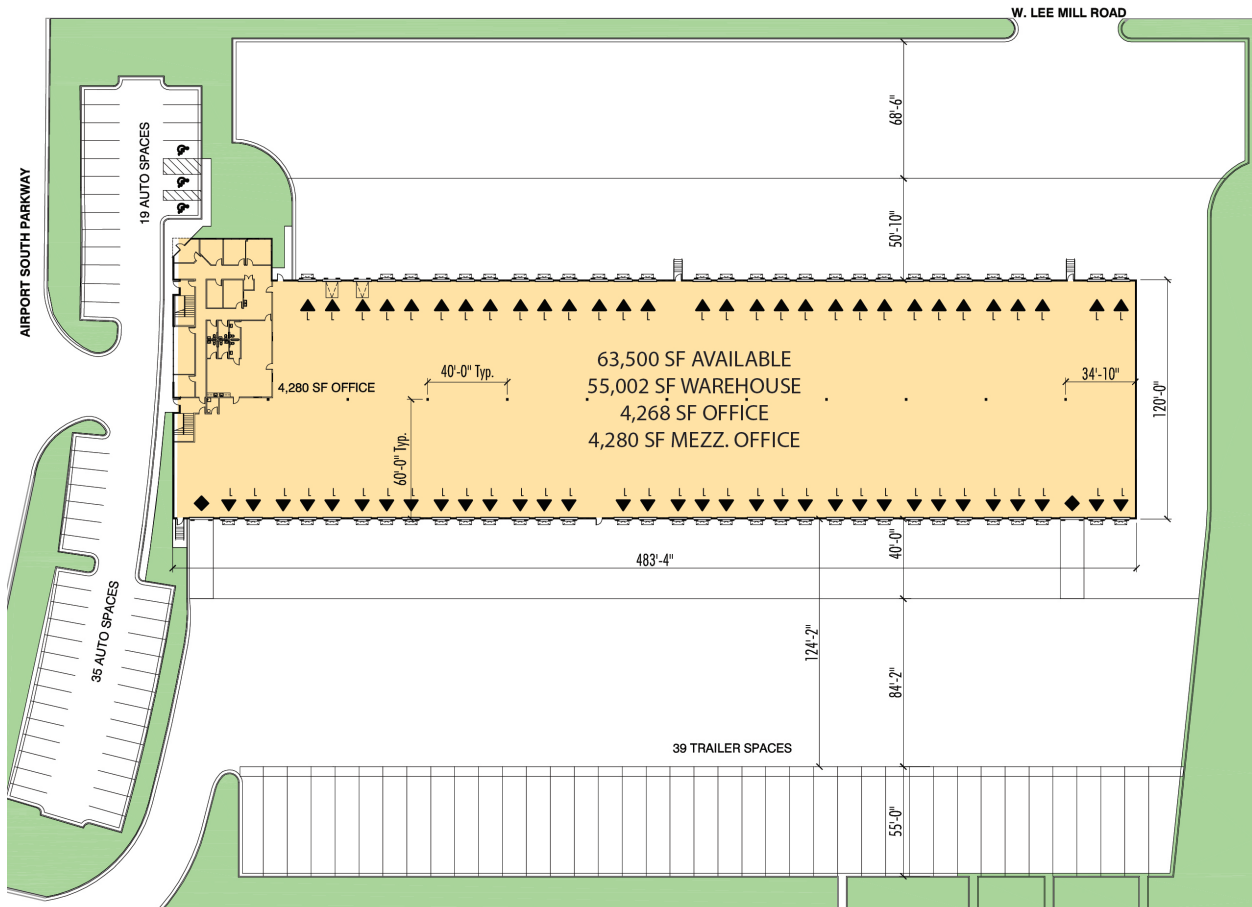 W. LEE MILL ROAD
AIRPORT SOUTH PARKWAY
19 AUTO SPACES
68'-6"
50'-10"
63,500 SF AVAILABLE
55,002 SF WAREHOUSE
4,268 SF OFFICE
4,280 SF MEZZ. OFFICE
4,280 SF OFFICE
40'-0" Typ.
60'-0" Typ.
34'-10"
120'-0"
483'-4"
40'-0"
35 AUTO SPACES
124'-2"
84'-2"
39 TRAILER SPACES
55'-0"